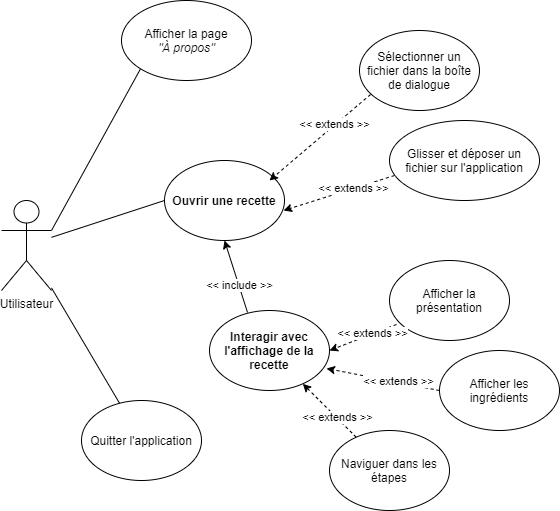 Afficher la page
"À propos"
Sélectionner un
fichier dans la boîte
de dialogue
<< extends >>
Glisser et déposer un
fichier sur l'application
<< extends >>
Ouvrir une recette
Utilisateur
<< include >>
Afficher la
présentation
<< extends >>
Interagir avec
l'affichage de la
recette
<< extends >>
Afficher les
ingrédients
<< extends >>
Quitter l'application
Naviguer dans les
étapes